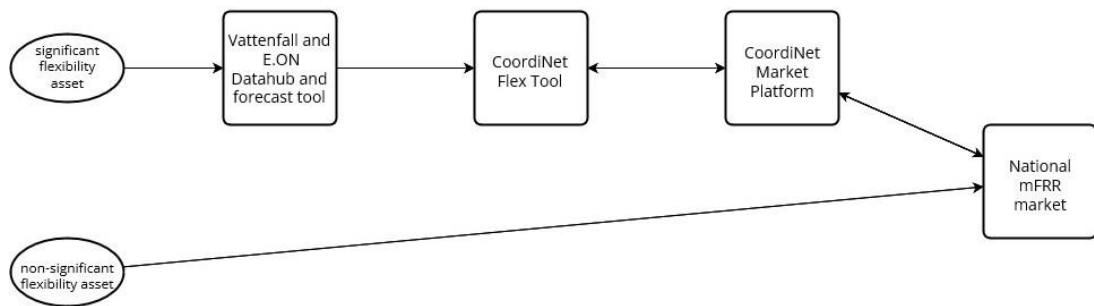 significant
flexibility
asset
Vattenfall and
E.ON
Datahub and
forecast tool
CoordiNet
Flex Tool
CoordiNet
Market
Platform
National
mFRR
market
non-significant
flexibility asset